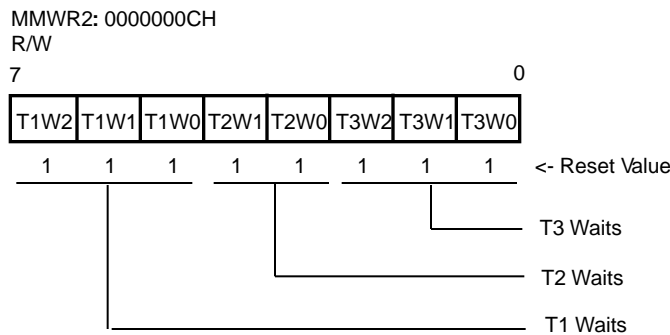 MMWR2: 0000000CH
R/W
7 0
T1W2 T1W1 T1W0 T2W1 T2W0 T3W2 T3W1 T3W0
1 1 1 1 1 1 1 1 <- Reset Value
T3 Waits
T2 Waits
T1 Waits